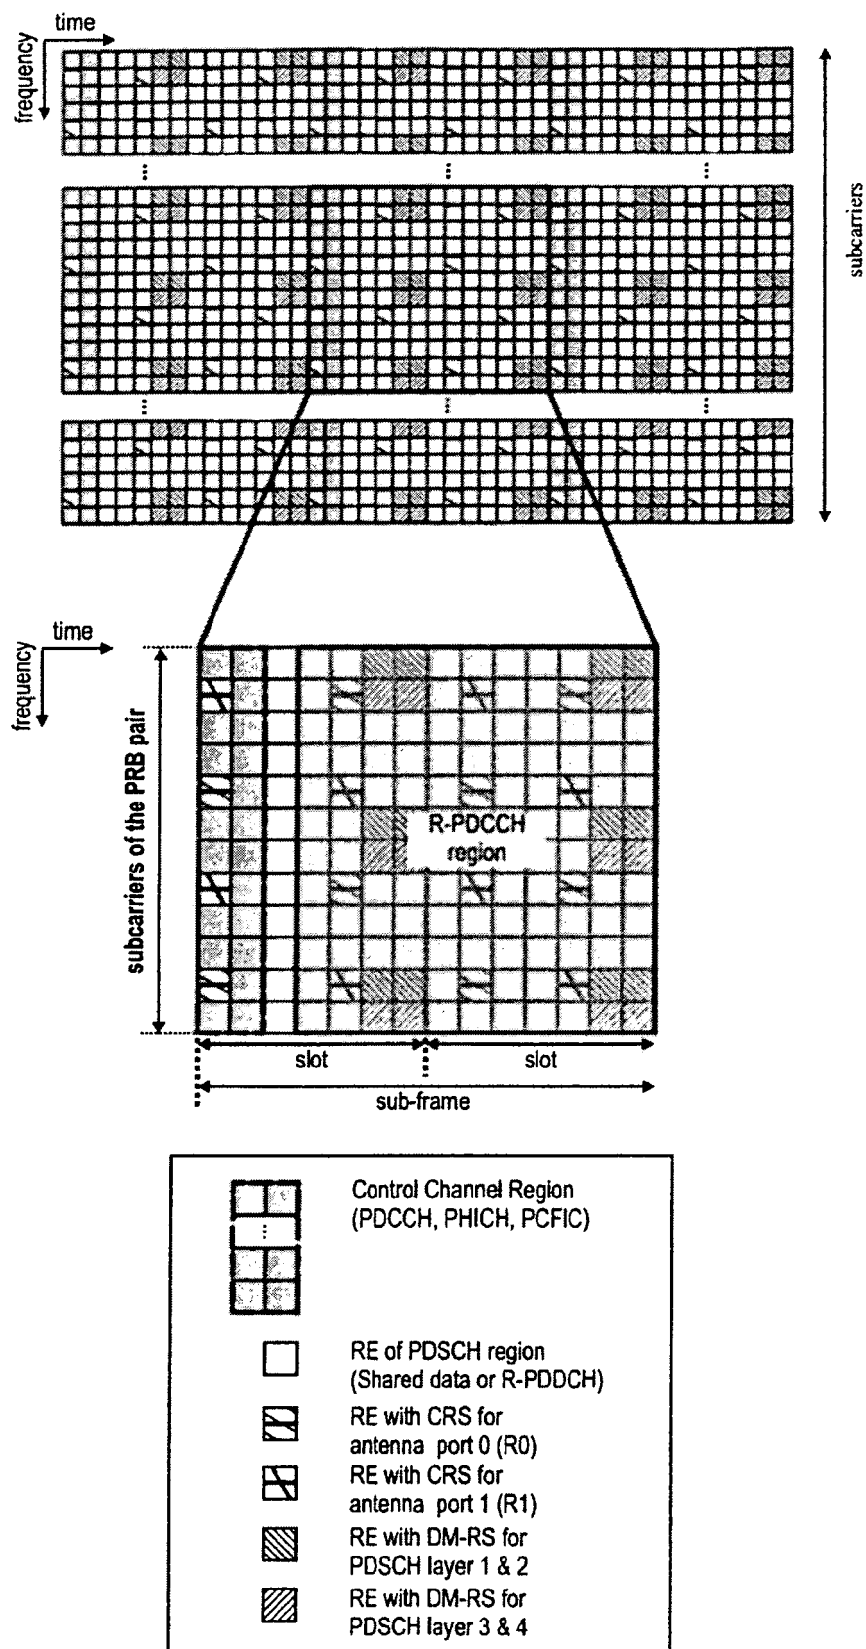 time
frequency
subcarriers
...
...
...
...
...
...
time
frequency
subcarriers of the PRB pair
R-PDCCH
region
slot
slot
sub-frame
Control Channel Region
(PDCCH, PHICH, PCFIC)
...
RE of PDSCH region
(Shared data or R-PDDCH)
RE with CRS for
antenna port 0 (R0)
RE with CRS for
antenna port 1 (R1)
RE with DM-RS for
PDSCH layer 1 & 2
RE with DM-RS for
PDSCH layer 3 & 4